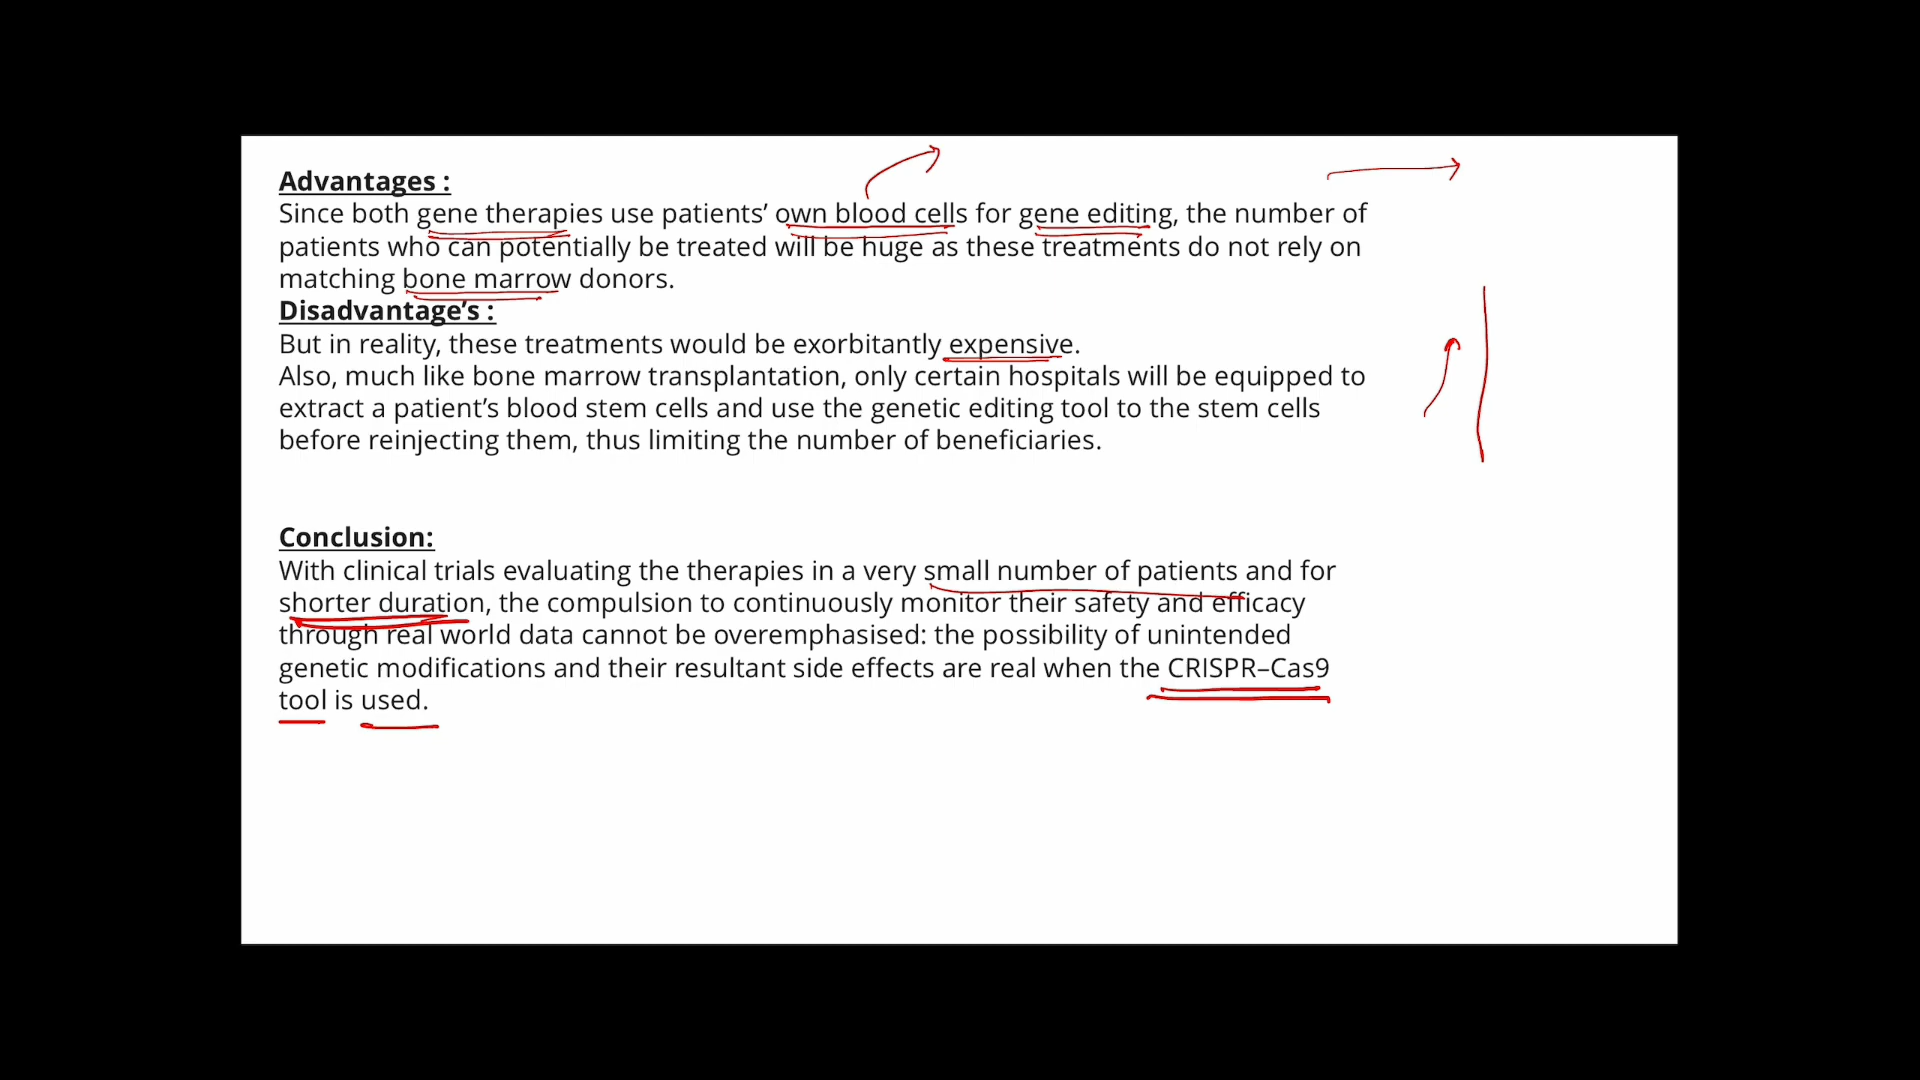 Advantages :
Since both gene therapies use patients’ own blood cells for gene editing, the number of
patients who can potentially be treated will be huge as these treatments do not rely on
matching bone marrow donors.
Disadvantage’s :
But in reality, these treatments would be exorbitantly expensive.
Also, much like bone marrow transplantation, only certain hospitals will be equipped to
extract a patient’s blood stem cells and use the genetic editing tool to the stem cells
before reinjecting them, thus limiting the number of beneficiaries.
Conclusion:
With clinical trials evaluating the therapies in a very small number of patients and for
shorter duration, the compulsion to continuously monitor their safety and efficacy
through real world data cannot be overemphasised: the possibility of unintended
genetic modifications and their resultant side effects are real when the CRISPR–Cas9
tool is used.